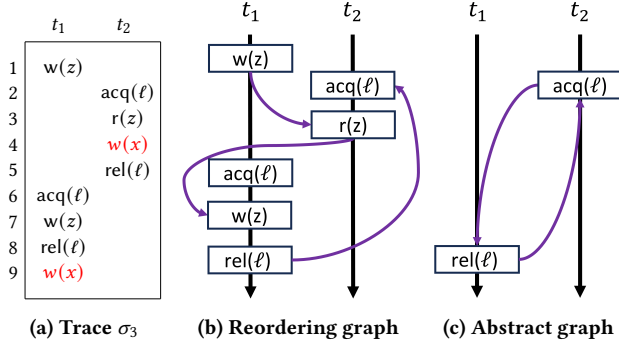 t₁ t₂
1 w(z)
2 acq(ℓ)
3 r(z)
4 w(x)
5 rel(ℓ)
6 acq(ℓ)
7 w(z)
8 rel(ℓ)
9 w(x)
(a) Trace σ₃
t₁ t₂
w(z)
acq(ℓ)
r(z)
acq(ℓ)
w(z)
rel(ℓ)
(b) Reordering graph
t₁ t₂
acq(ℓ)
rel(ℓ)
(c) Abstract graph